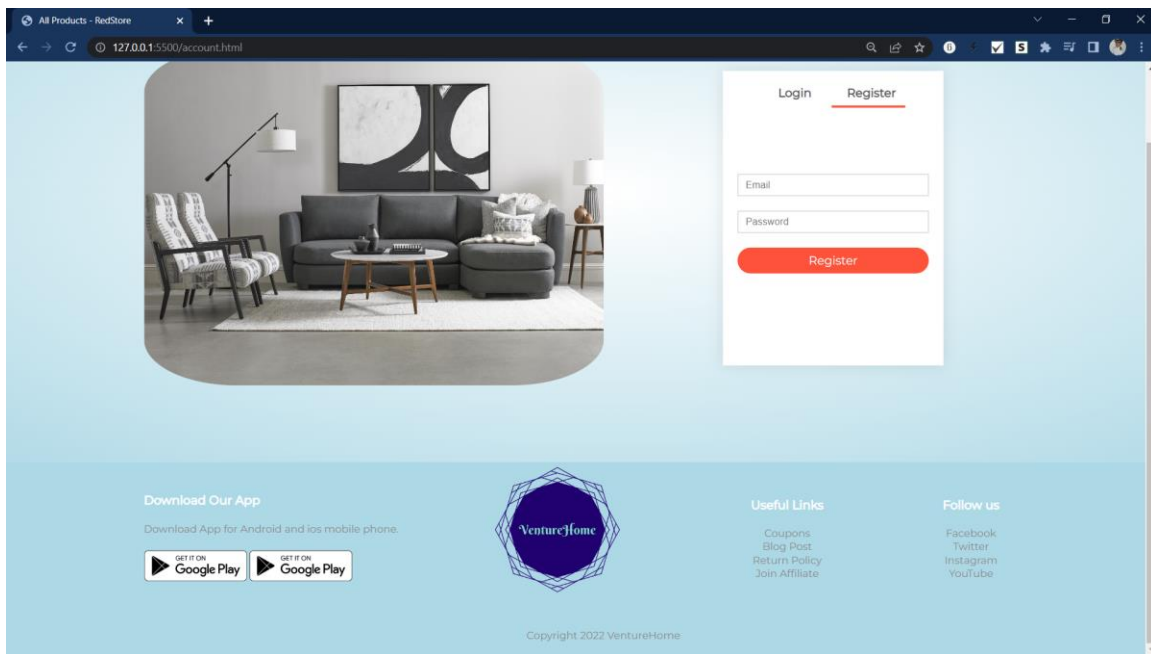 All Products - RedStore
127.0.0.1:5500/account.html
Login Register
Email
Password
Register
Download Our App
Download App for Android and ios mobile phone.
GET IT ON
Google Play
GET IT ON
Google Play
VentureHome
Useful Links
Coupons
Blog Post
Return Policy
Join Affiliate
Follow us
Facebook
Twitter
Instagram
YouTube
Copyright 2022 VentureHome